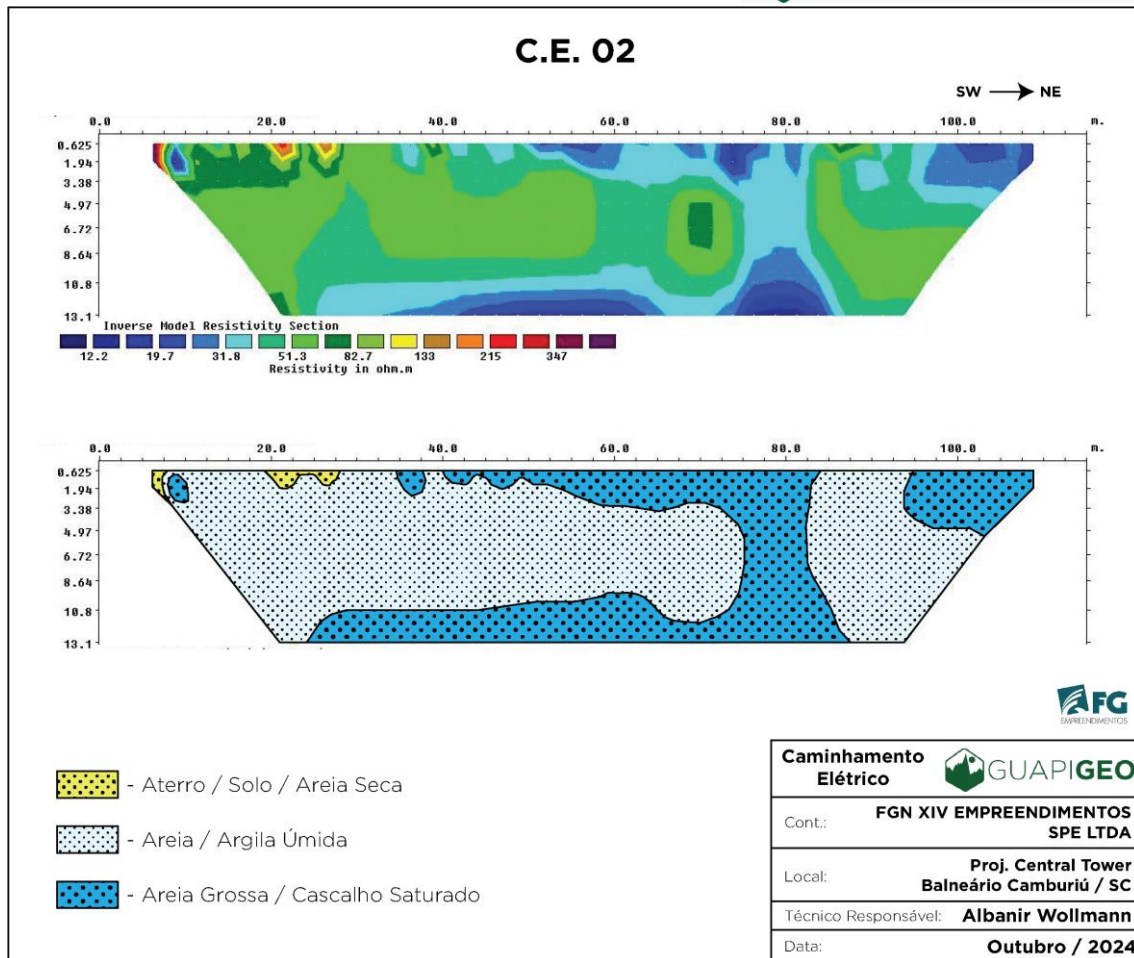 C.E. 02
SW NE
0.0 20.0 40.0 60.0 80.0 100.0 m.
0.625
1.94
3.38
4.97
6.72
8.64
10.8
13.1
Inverse Model Resistivity Section
12.2 19.7 31.8 51.3 82.7 133 215 347
Resistivity in ohm.m
0.0 20.0 40.0 60.0 80.0 100.0 m.
0.625
1.94
3.38
4.97
6.72
8.64
10.8
13.1
FG
EMPREENDIMENTOS
- Aterro / Solo / Areia Seca
- Areia / Argila Úmida
- Areia Grossa / Cascalho Saturado
Caminhamento
Elétrico
GUAPIGEO
Cont.: FGN XIV EMPREENDIMENTOS
SPE LTDA
Local: Proj. Central Tower
Balneário Camburiú / SC
Técnico Responsável: Albanir Wollmann
Data: Outubro / 2024